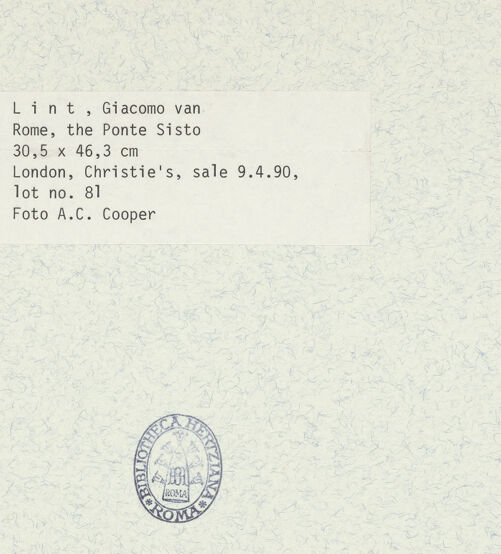 L i n t , Giacomo van
Rome, the Ponte Sisto
30,5 x 46,3 cm
London, Christie's, sale 9.4.90,
lot no. 81
Foto A.C. Cooper
*BIBLIOTHECA HERTZIANA*
ROMA
ROMA